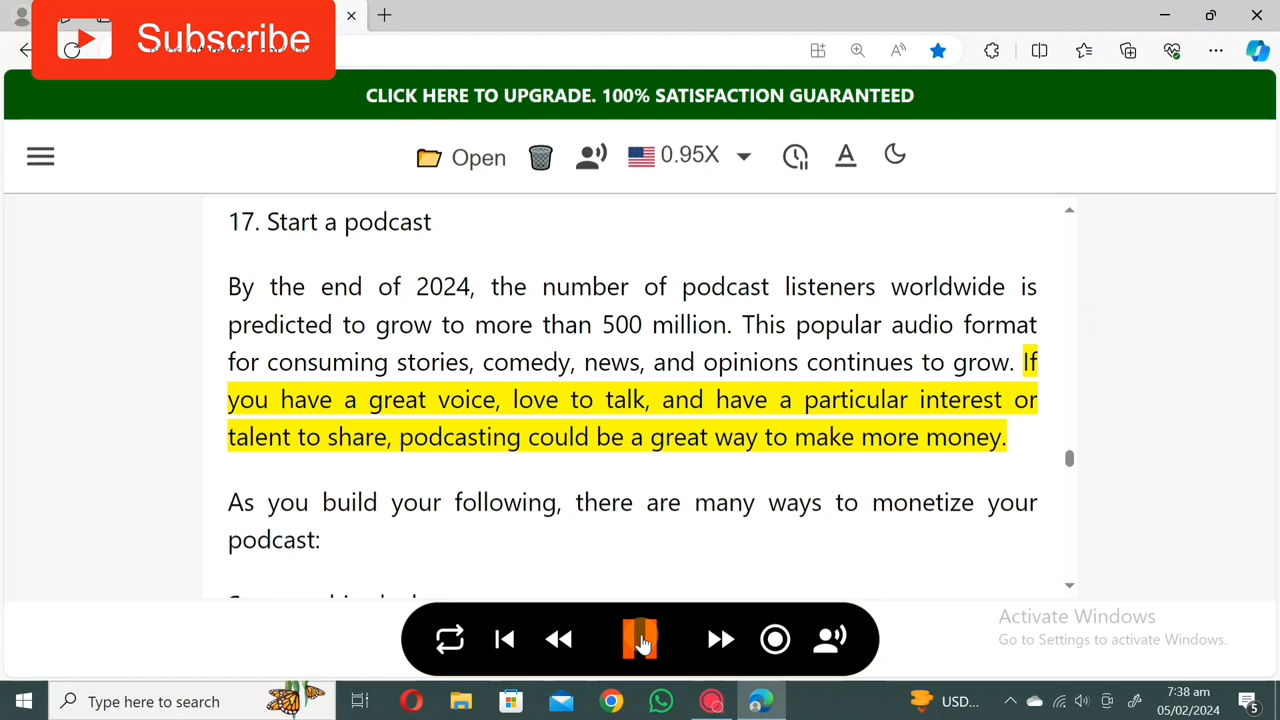 Subscribe
CLICK HERE TO UPGRADE. 100% SATISFACTION GUARANTEED
Open
0.95X
17. Start a podcast
By the end of 2024, the number of podcast listeners worldwide is
predicted to grow to more than 500 million. This popular audio format
for consuming stories, comedy, news, and opinions continues to grow. If
you have a great voice, love to talk, and have a particular interest or
talent to share, podcasting could be a great way to make more money.
As you build your following, there are many ways to monetize your
podcast:
Activate Windows
Go to Settings to activate Windows.
Type here to search
USD...
7:38 am
05/02/2024
5